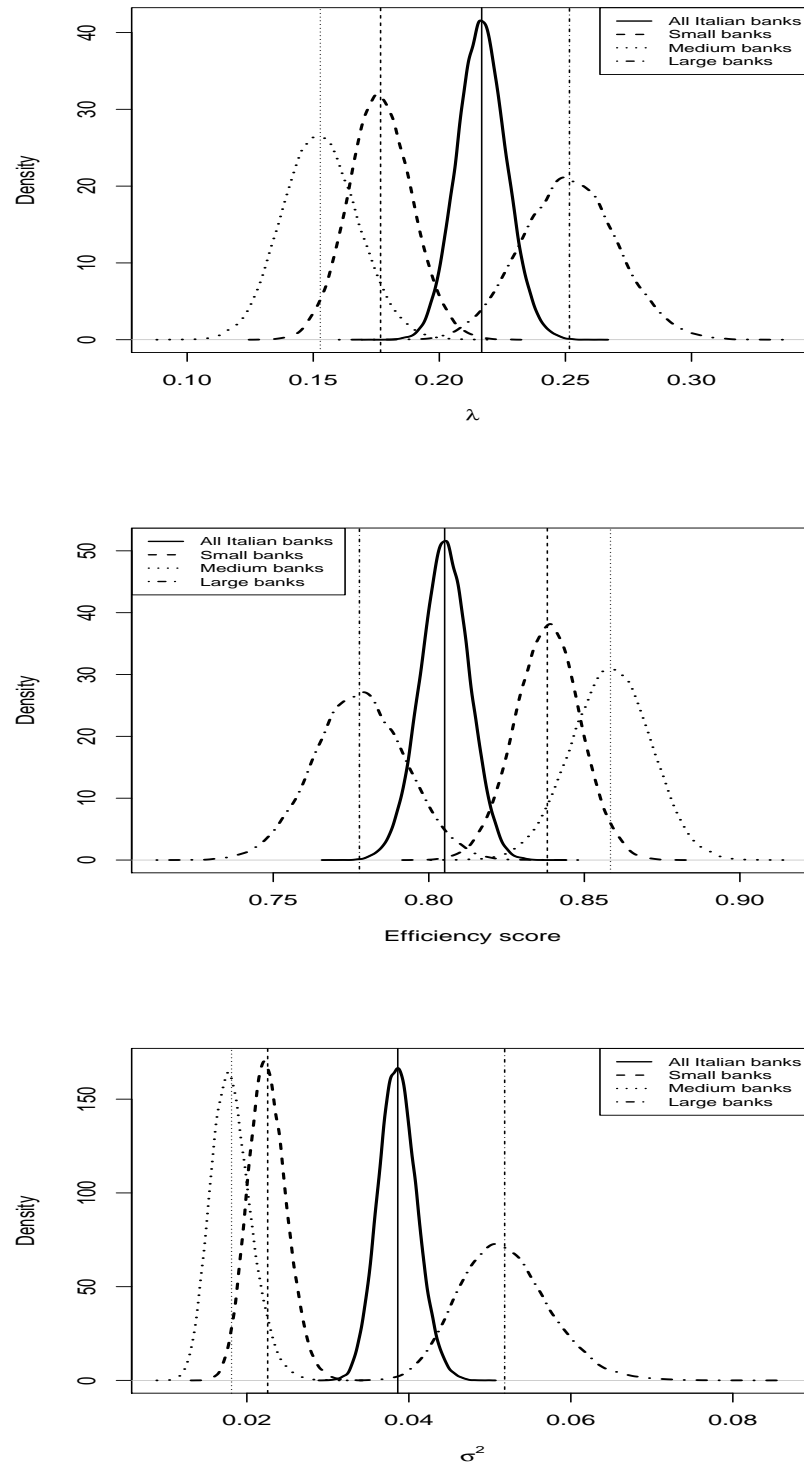 All Italian banks
Small banks
Medium banks
Large banks
Density
0
10
20
30
40
0.10 0.15 0.20 0.25 0.30
λ
All Italian banks
Small banks
Medium banks
Large banks
Density
0
10
20
30
40
50
0.75 0.80 0.85 0.90
Efficiency score
All Italian banks
Small banks
Medium banks
Large banks
Density
0
50
100
150
0.02 0.04 0.06 0.08
σ²